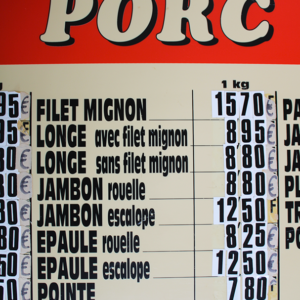 PORC
1 kg
FILET MIGNON 15 70 €
LONGE avec filet mignon 8 95 €
LONGE sans filet mignon 8 80 €
JAMBON rouelle 8 80 €
JAMBON escalope 12 50 F
EPAULE rouelle 8 25 €
EPAULE escalope 12 50 €
POINTE 7 80 €